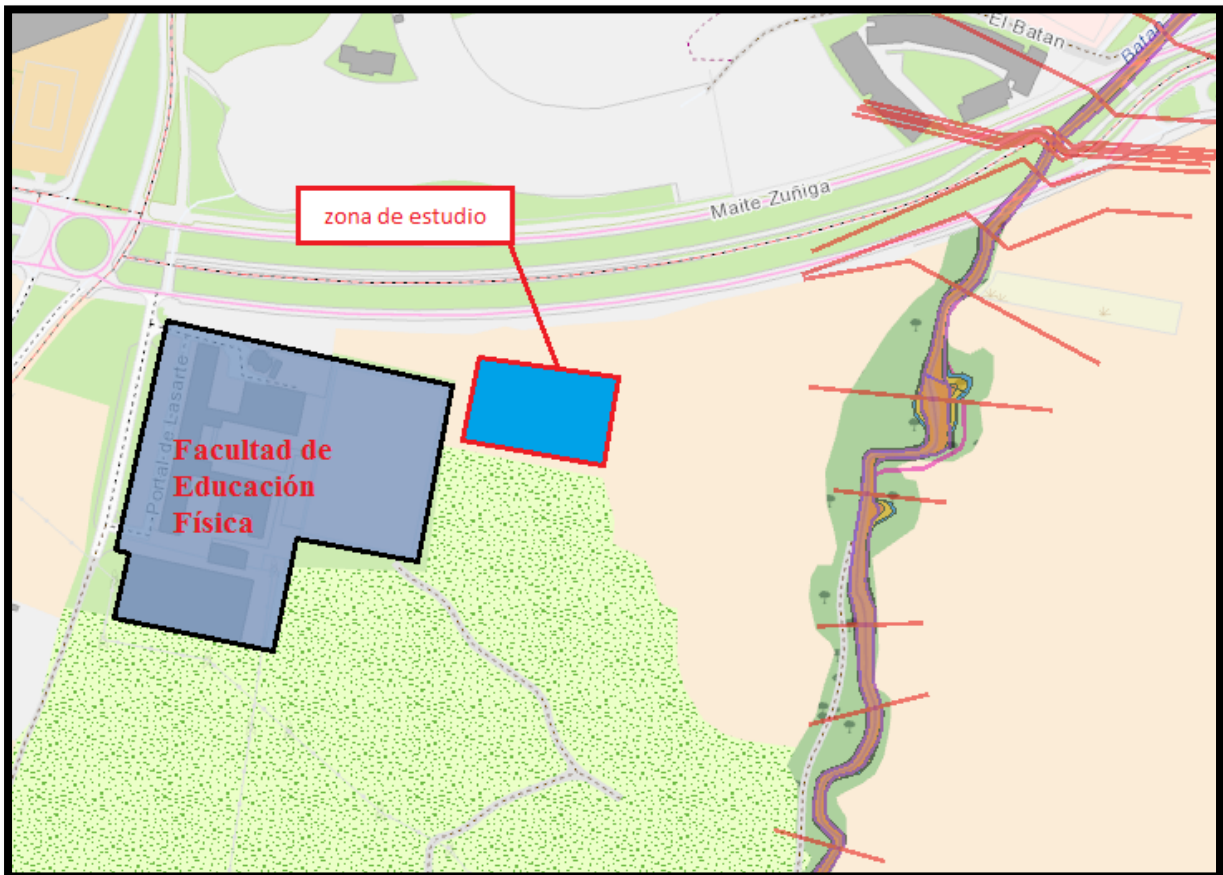 El Batan
Batan
zona de estudio
Maite Zuñiga
Portal de Lasarte
Facultad de
Educación
Física